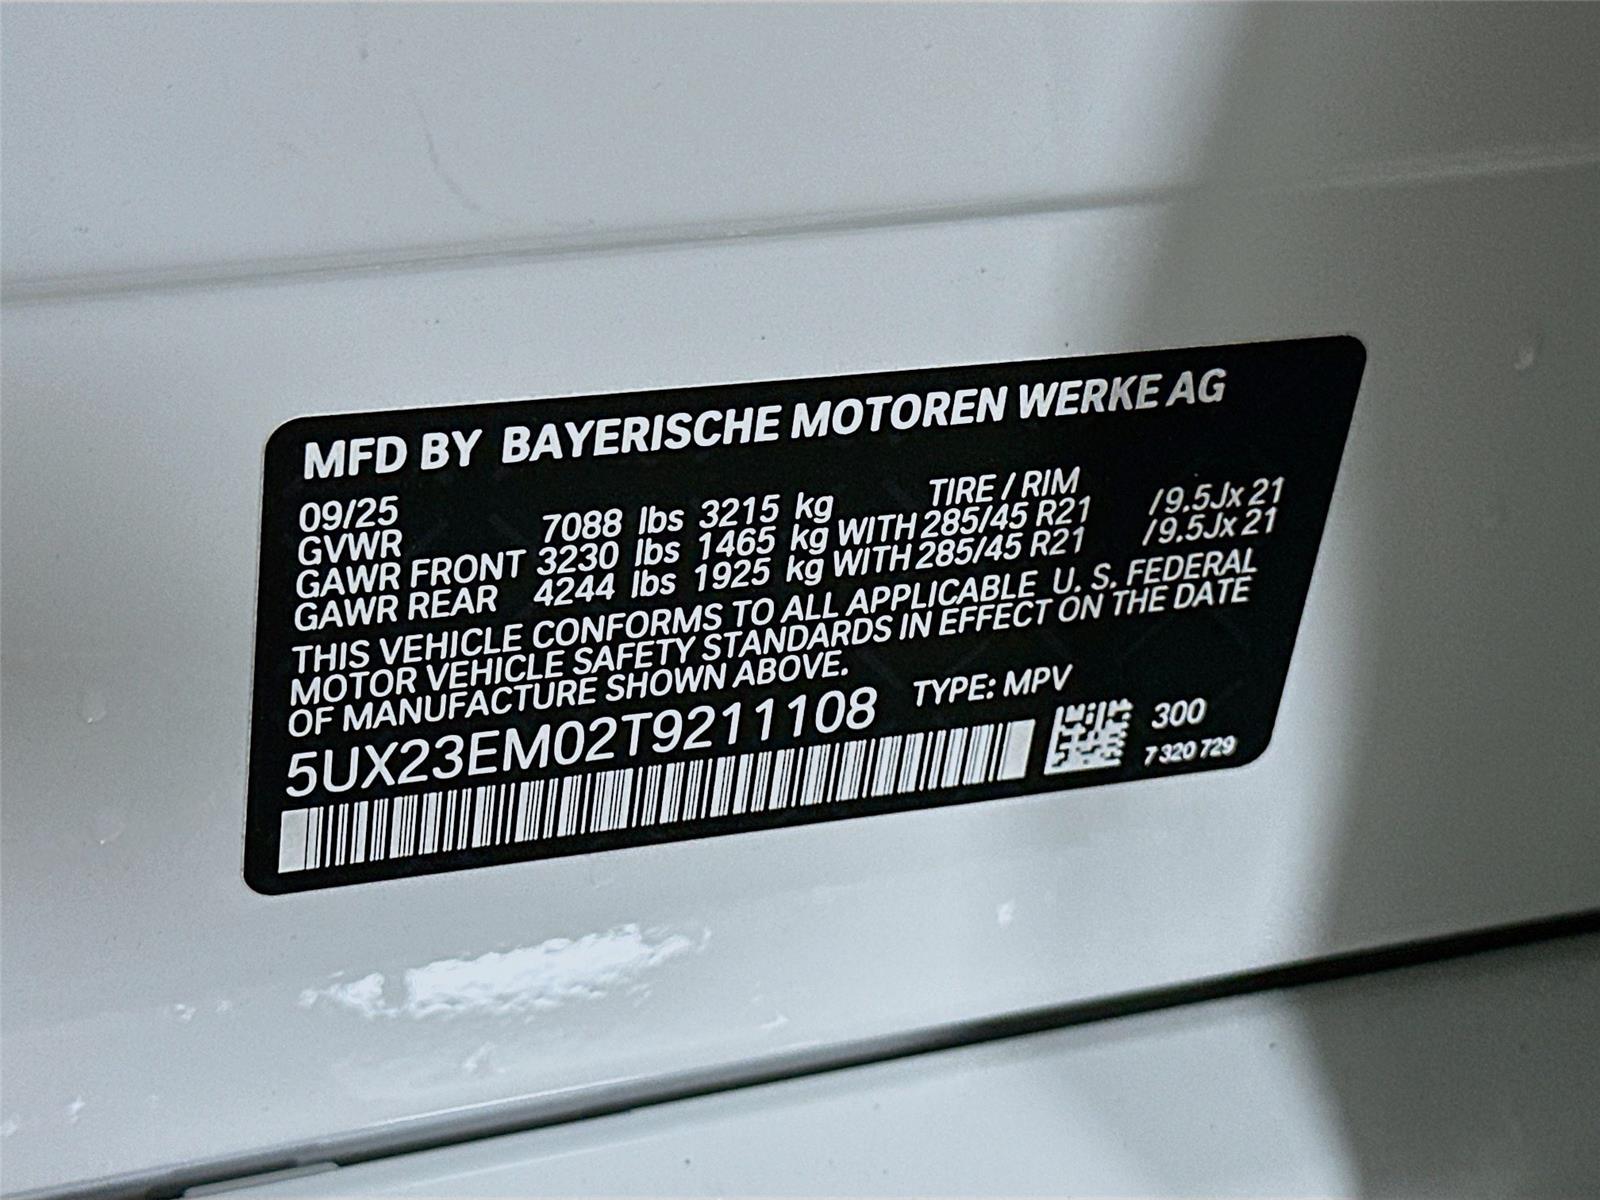 MFD BY BAYERISCHE MOTOREN WERKE AG
09/25 TIRE / RIM
GVWR 7088 lbs 3215 kg
GAWR FRONT 3230 lbs 1465 kg WITH 285/45 R21 /9.5Jx 21
GAWR REAR 4244 lbs 1925 kg WITH 285/45 R21 /9.5Jx 21
THIS VEHICLE CONFORMS TO ALL APPLICABLE U. S. FEDERAL
MOTOR VEHICLE SAFETY STANDARDS IN EFFECT ON THE DATE
OF MANUFACTURE SHOWN ABOVE.
5UX23EM02T9211108 TYPE: MPV
300
7 320 729